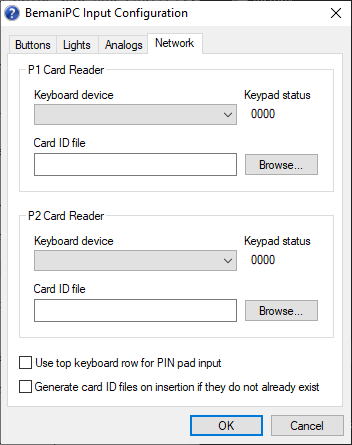 BemaniPC Input Configuration
Buttons Lights Analogs Network
P1 Card Reader
Keyboard device Keypad status
0000
Card ID file
Browse...
P2 Card Reader
Keyboard device Keypad status
0000
Card ID file
Browse...
Use top keyboard row for PIN pad input
Generate card ID files on insertion if they do not already exist
OK Cancel